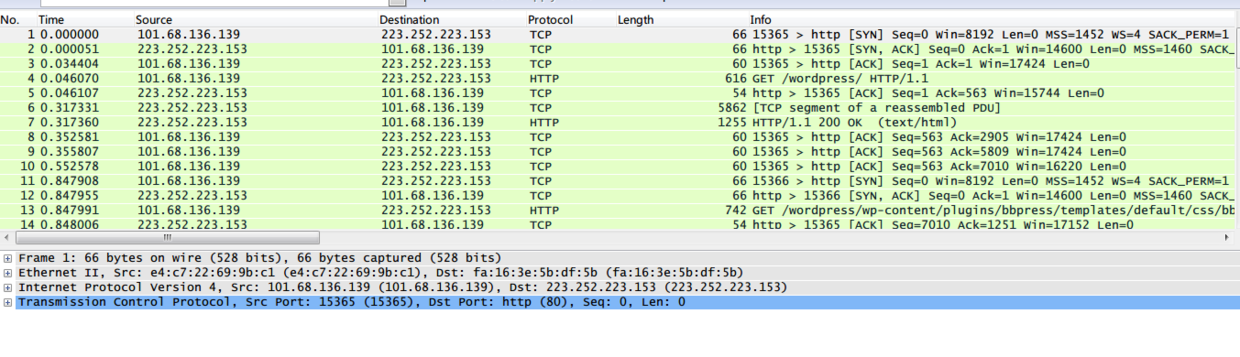 No. Time Source Destination Protocol Length Info
1 0.000000 101.68.136.139 223.252.223.153 TCP 66 15365 > http [SYN] Seq=0 Win=8192 Len=0 MSS=1452 WS=4 SACK_PERM=1
2 0.000051 223.252.223.153 101.68.136.139 TCP 66 http > 15365 [SYN, ACK] Seq=0 Ack=1 Win=14600 Len=0 MSS=1460 SACK_
3 0.034404 101.68.136.139 223.252.223.153 TCP 60 15365 > http [ACK] Seq=1 Ack=1 Win=17424 Len=0
4 0.046070 101.68.136.139 223.252.223.153 HTTP 616 GET /wordpress/ HTTP/1.1
5 0.046107 223.252.223.153 101.68.136.139 TCP 54 http > 15365 [ACK] Seq=1 Ack=563 Win=15744 Len=0
6 0.317331 223.252.223.153 101.68.136.139 TCP 5862 [TCP segment of a reassembled PDU]
7 0.317360 223.252.223.153 101.68.136.139 HTTP 1255 HTTP/1.1 200 OK (text/html)
8 0.352581 101.68.136.139 223.252.223.153 TCP 60 15365 > http [ACK] Seq=563 Ack=2905 Win=17424 Len=0
9 0.355807 101.68.136.139 223.252.223.153 TCP 60 15365 > http [ACK] Seq=563 Ack=5809 Win=17424 Len=0
10 0.552578 101.68.136.139 223.252.223.153 TCP 60 15365 > http [ACK] Seq=563 Ack=7010 Win=16220 Len=0
11 0.847908 101.68.136.139 223.252.223.153 TCP 66 15366 > http [SYN] Seq=0 Win=8192 Len=0 MSS=1452 WS=4 SACK_PERM=1
12 0.847955 223.252.223.153 101.68.136.139 TCP 66 http > 15366 [SYN, ACK] Seq=0 Ack=1 Win=14600 Len=0 MSS=1460 SACK_
13 0.847991 101.68.136.139 223.252.223.153 HTTP 742 GET /wordpress/wp-content/plugins/bbpress/templates/default/css/bb
14 0.848006 223.252.223.153 101.68.136.139 TCP 54 http > 15365 [ACK] Seq=7010 Ack=1251 Win=17152 Len=0
Frame 1: 66 bytes on wire (528 bits), 66 bytes captured (528 bits)
Ethernet II, Src: e4:c7:22:69:9b:c1 (e4:c7:22:69:9b:c1), Dst: fa:16:3e:5b:df:5b (fa:16:3e:5b:df:5b)
Internet Protocol Version 4, Src: 101.68.136.139 (101.68.136.139), Dst: 223.252.223.153 (223.252.223.153)
Transmission Control Protocol, Src Port: 15365 (15365), Dst Port: http (80), Seq: 0, Len: 0